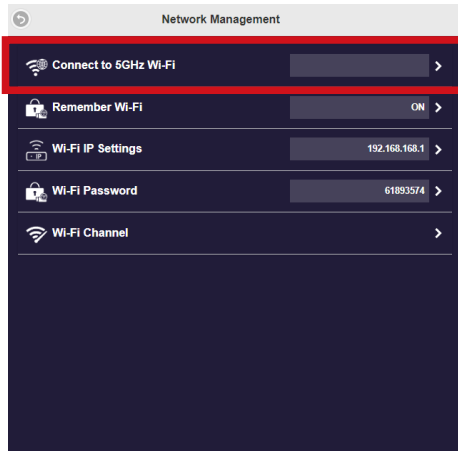 Network Management
Connect to 5GHz Wi-Fi
Remember Wi-Fi ON
Wi-Fi IP Settings 192.168.168.1
Wi-Fi Password 61893574
Wi-Fi Channel